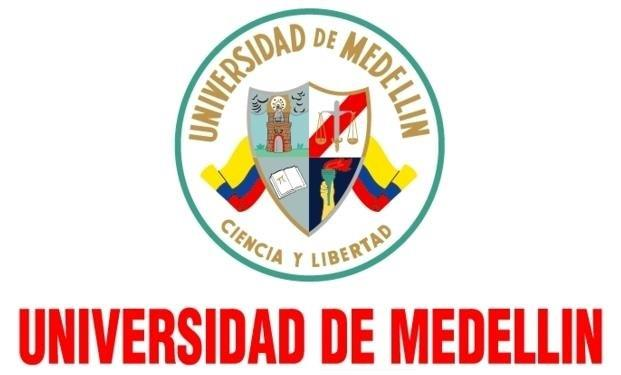 UNIVERSIDAD DE MEDELLIN
CIENCIA Y LIBERTAD
UNIVERSIDAD DE MEDELLIN